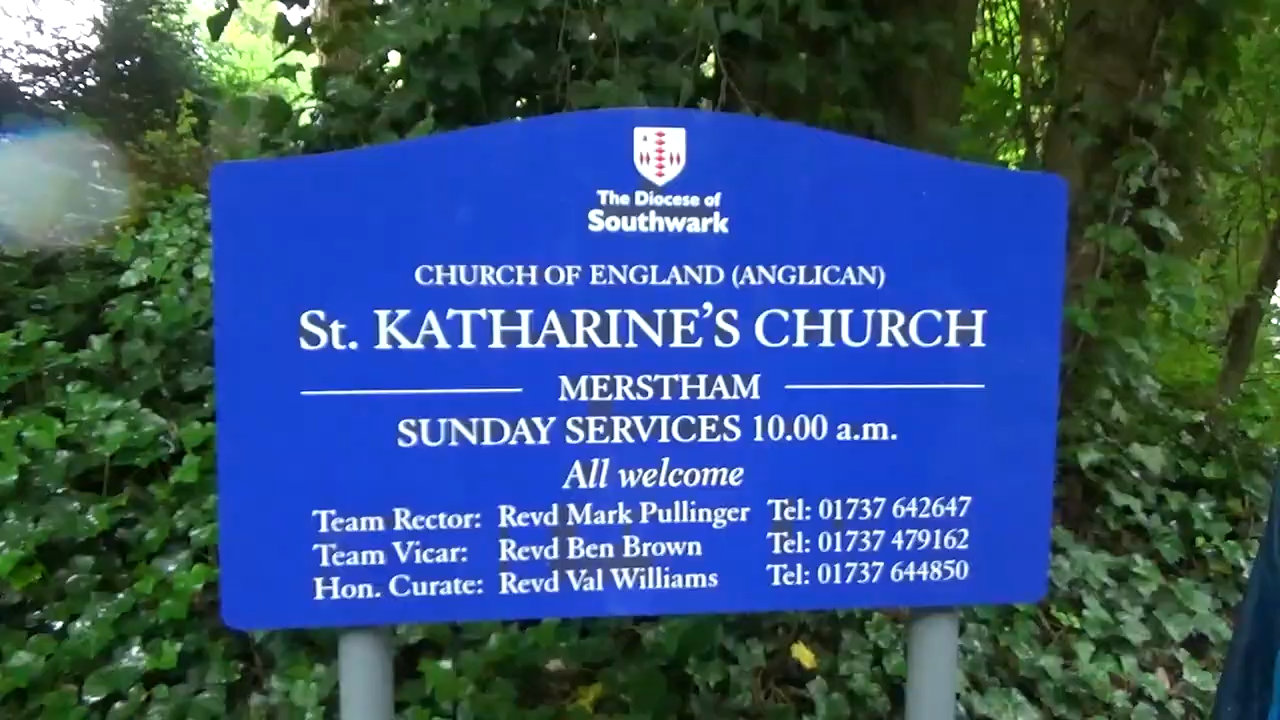 The Diocese of
Southwark
CHURCH OF ENGLAND (ANGLICAN)
St. KATHARINE'S CHURCH
MERSTHAM
SUNDAY SERVICES 10.00 a.m.
All welcome
Team Rector: Revd Mark Pullinger Tel: 01737 642647
Team Vicar: Revd Ben Brown Tel: 01737 479162
Hon. Curate: Revd Val Williams Tel: 01737 644850